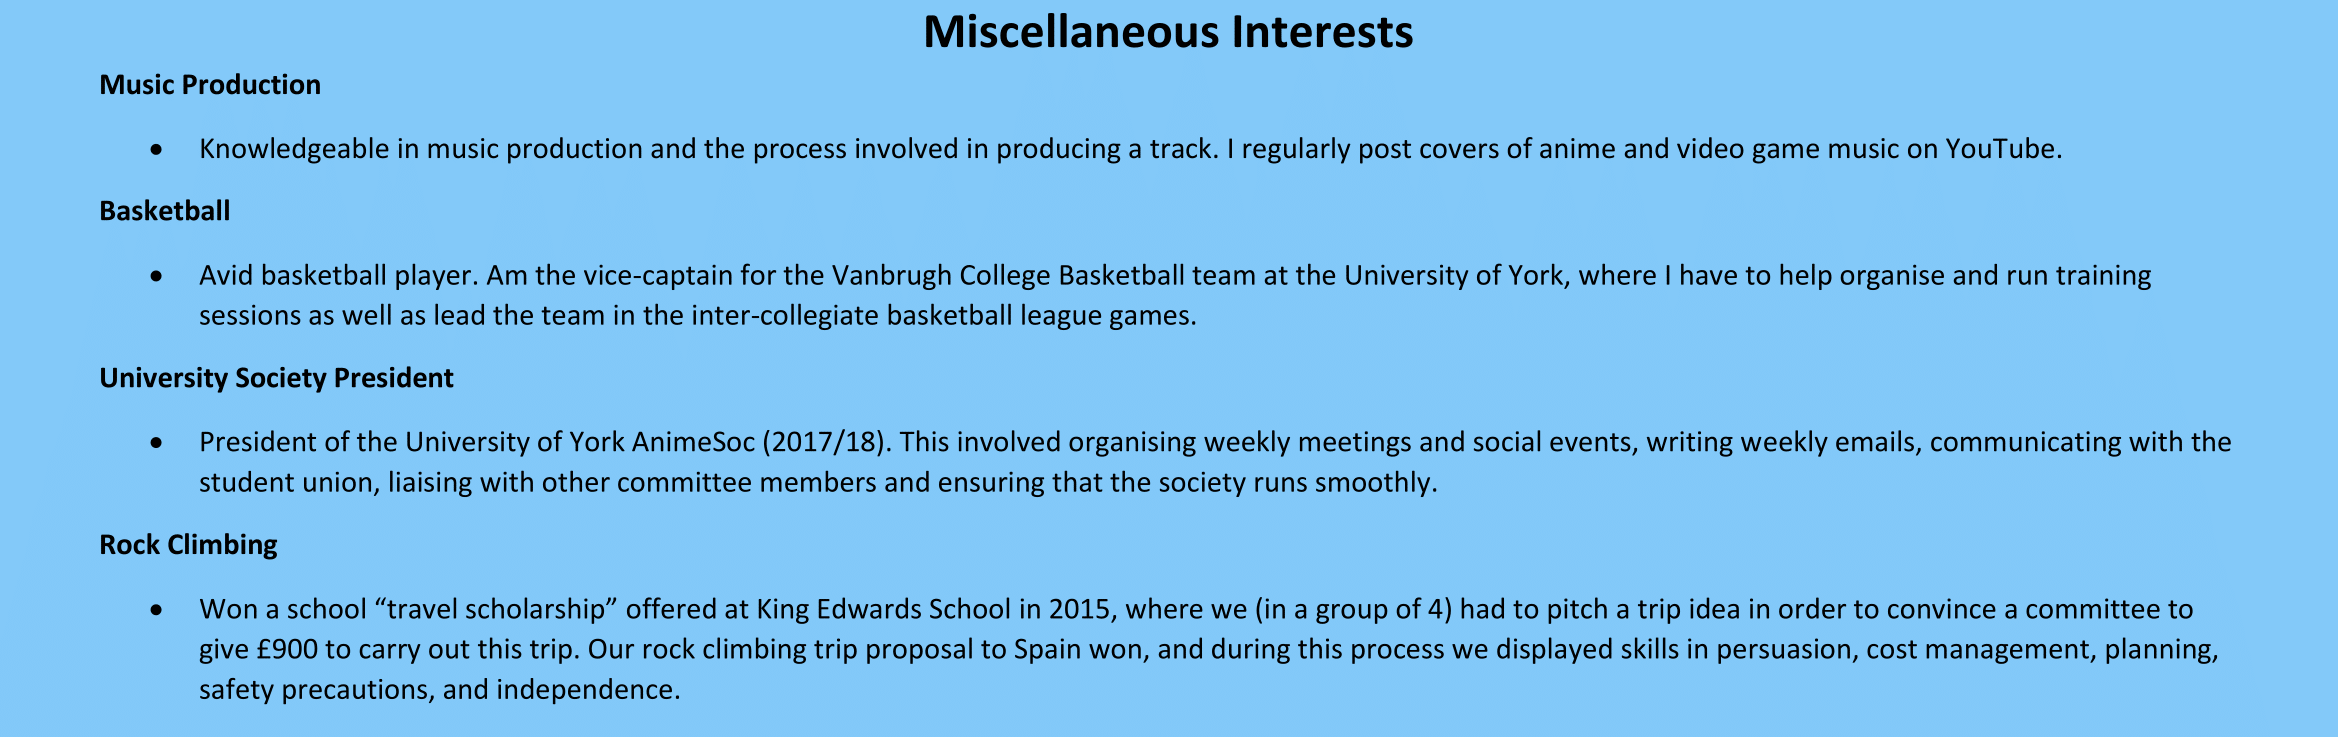 Miscellaneous Interests
Music Production
• Knowledgeable in music production and the process involved in producing a track. I regularly post covers of anime and video game music on YouTube.
Basketball
• Avid basketball player. Am the vice-captain for the Vanbrugh College Basketball team at the University of York, where I have to help organise and run training
sessions as well as lead the team in the inter-collegiate basketball league games.
University Society President
• President of the University of York AnimeSoc (2017/18). This involved organising weekly meetings and social events, writing weekly emails, communicating with the
student union, liaising with other committee members and ensuring that the society runs smoothly.
Rock Climbing
• Won a school “travel scholarship” offered at King Edwards School in 2015, where we (in a group of 4) had to pitch a trip idea in order to convince a committee to
give £900 to carry out this trip. Our rock climbing trip proposal to Spain won, and during this process we displayed skills in persuasion, cost management, planning,
safety precautions, and independence.